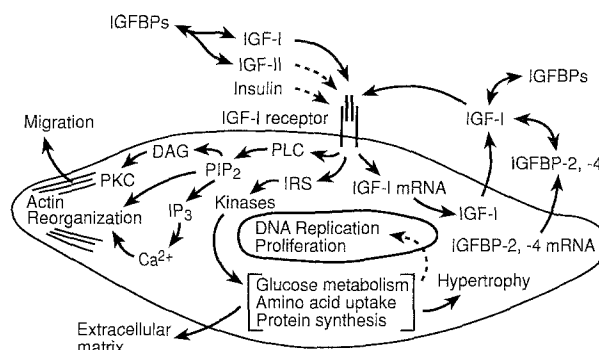 IGFBPs
IGF-I
IGF-II
Insulin
IGF-I receptor
IGFBPs
IGF-I
IGFBP-2, -4
Migration
DAG
PLC
PKC
PIP2
IRS
IGF-I mRNA
Actin
Reorganization
IP3
Kinases
IGF-I
Ca2+
DNA Replication
Proliferation
IGFBP-2, -4 mRNA
Glucose metabolism
Amino acid uptake
Protein synthesis
Hypertrophy
Extracellular
matrix